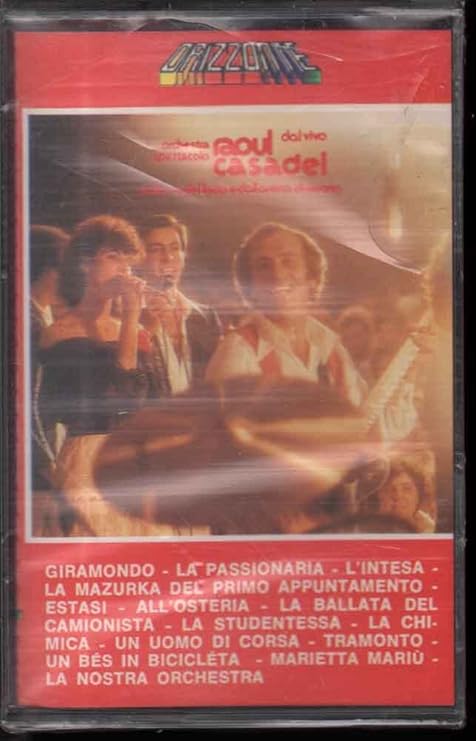 ORIZZONTE
orchestra
spettacolo
raoul
casadei
dal vivo
GIRAMONDO - LA PASSIONARIA - L'INTESA -
LA MAZURKA DEL PRIMO APPUNTAMENTO -
ESTASI - ALL'OSTERIA - LA BALLATA DEL
CAMIONISTA - LA STUDENTESSA - LA CHI-
MICA - UN UOMO DI CORSA - TRAMONTO -
UN BÉS IN BICICLÉTA - MARIETTA MARIÙ -
LA NOSTRA ORCHESTRA